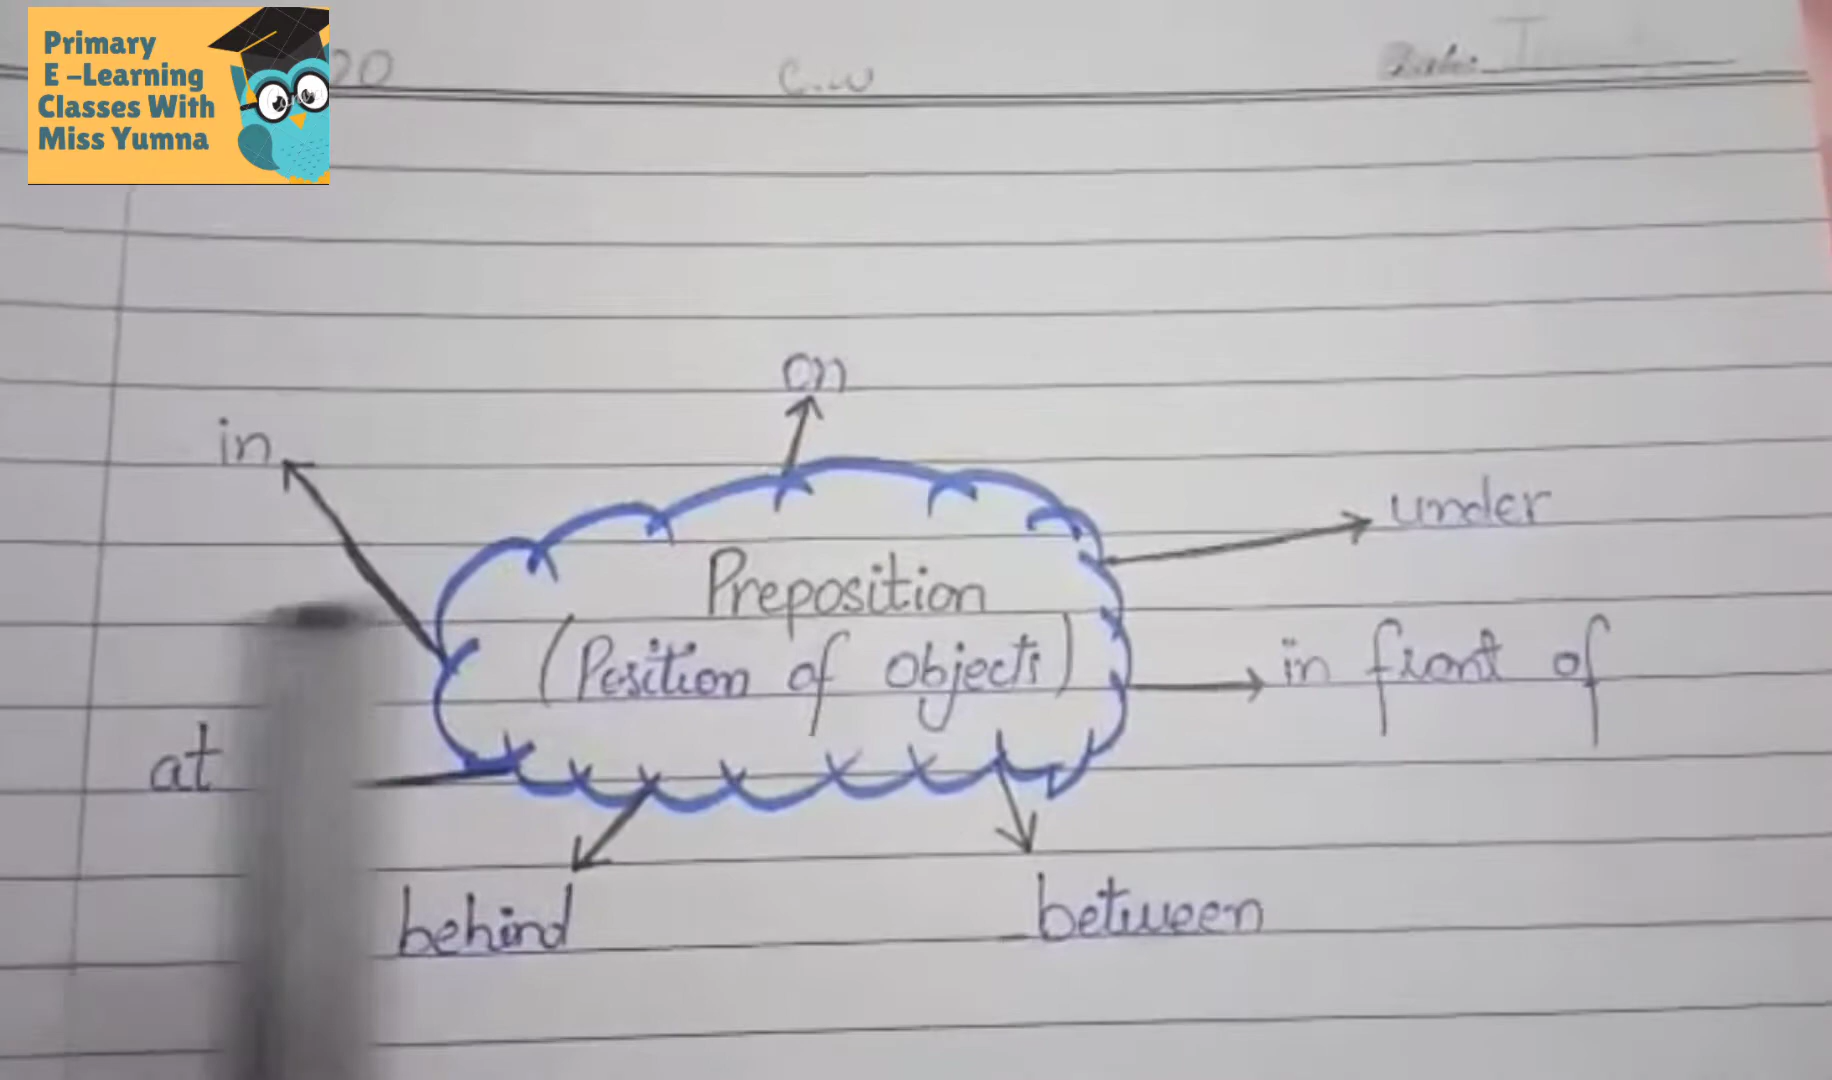 Primary
E -Learning
Classes With
Miss Yumna
20
C.W
on
in
under
Preposition
(Position of objects)
in front of
at
behind
between